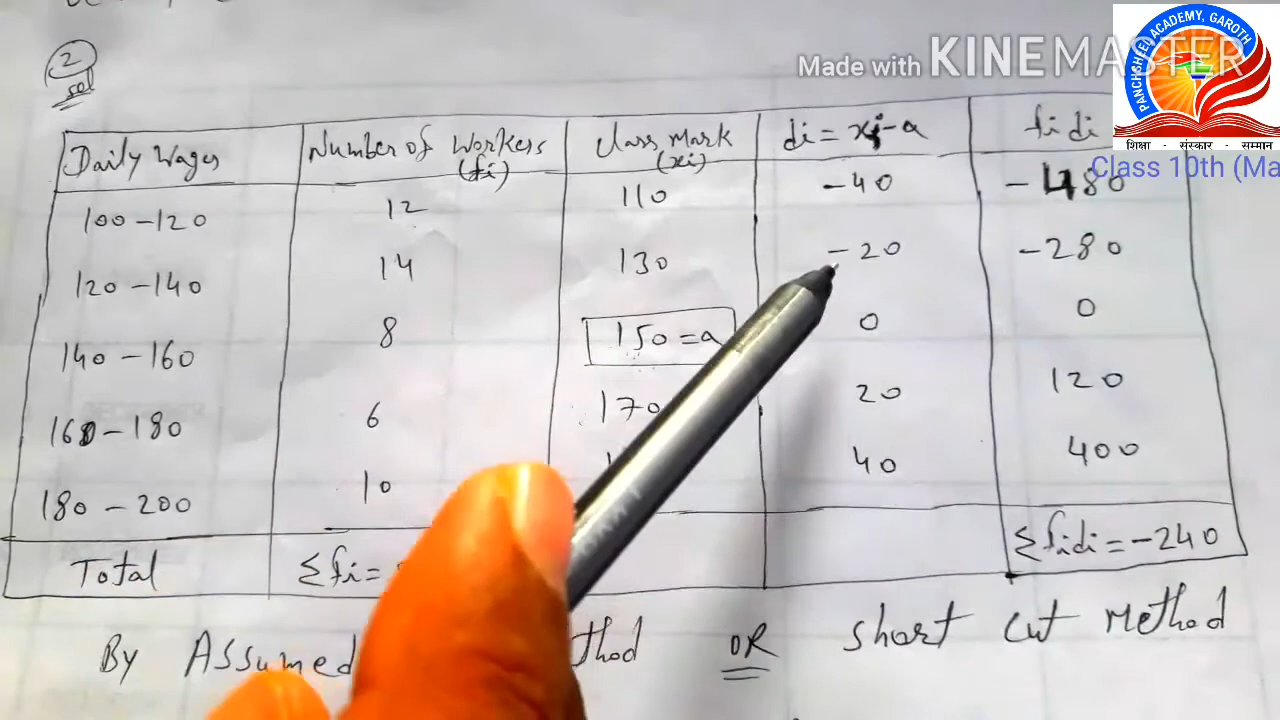 2
sol
Made with KINEMASTER
PANCHSHEEL ACADEMY, GAROTH
शिक्षा - संस्कार - सम्मान
Class 10th (Ma
Daily Wages Number of Workers (fi) Class Mark (xi) di = xi - a fidi
100 - 120 12 110 -40 -480
120 - 140 14 130 -20 -280
140 - 160 8 150 = a 0 0
160 - 180 6 170 20 120
180 - 200 10 40 400
Total Σfi = Σfidi = -240
By Assumed thod OR short cut Method